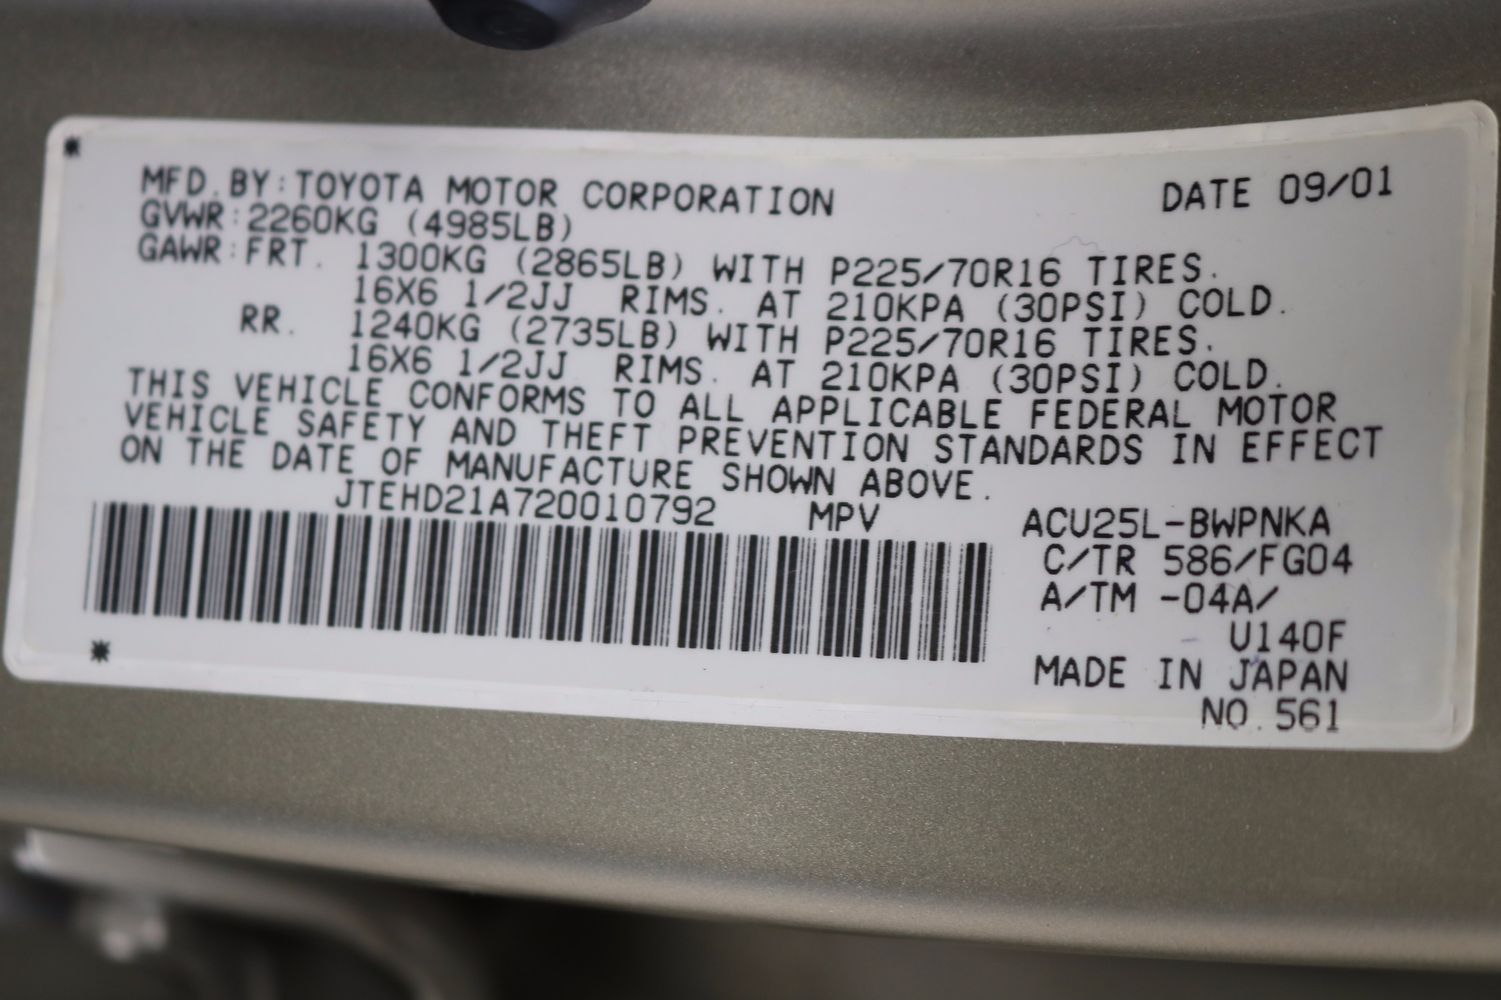 MFD. BY: TOYOTA MOTOR CORPORATION DATE 09/01
GVWR: 2260KG (4985LB)
GAWR: FRT. 1300KG (2865LB) WITH P225/70R16 TIRES.
16X6 1/2JJ RIMS. AT 210KPA (30PSI) COLD.
RR. 1240KG (2735LB) WITH P225/70R16 TIRES.
16X6 1/2JJ RIMS. AT 210KPA (30PSI) COLD.
THIS VEHICLE CONFORMS TO ALL APPLICABLE FEDERAL MOTOR
VEHICLE SAFETY AND THEFT PREVENTION STANDARDS IN EFFECT
ON THE DATE OF MANUFACTURE SHOWN ABOVE.
JTEHD21A720010792 MPV ACU25L-BWPNKA
C/TR 586/FG04
A/TM -04A/
U140F
MADE IN JAPAN
NO. 561